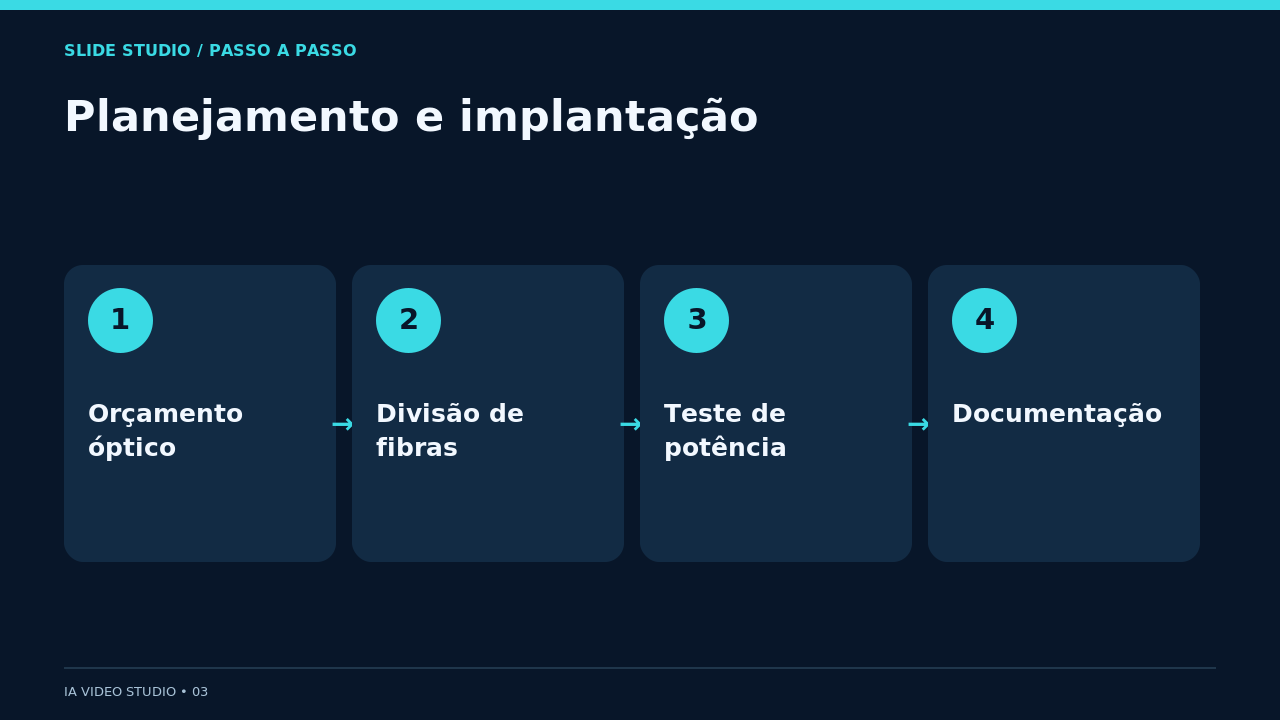 SLIDE STUDIO / PASSO A PASSO
Planejamento e implantação
1
Orçamento
óptico
→
2
Divisão de
fibras
→
3
Teste de
potência
→
4
Documentação
IA VIDEO STUDIO • 03